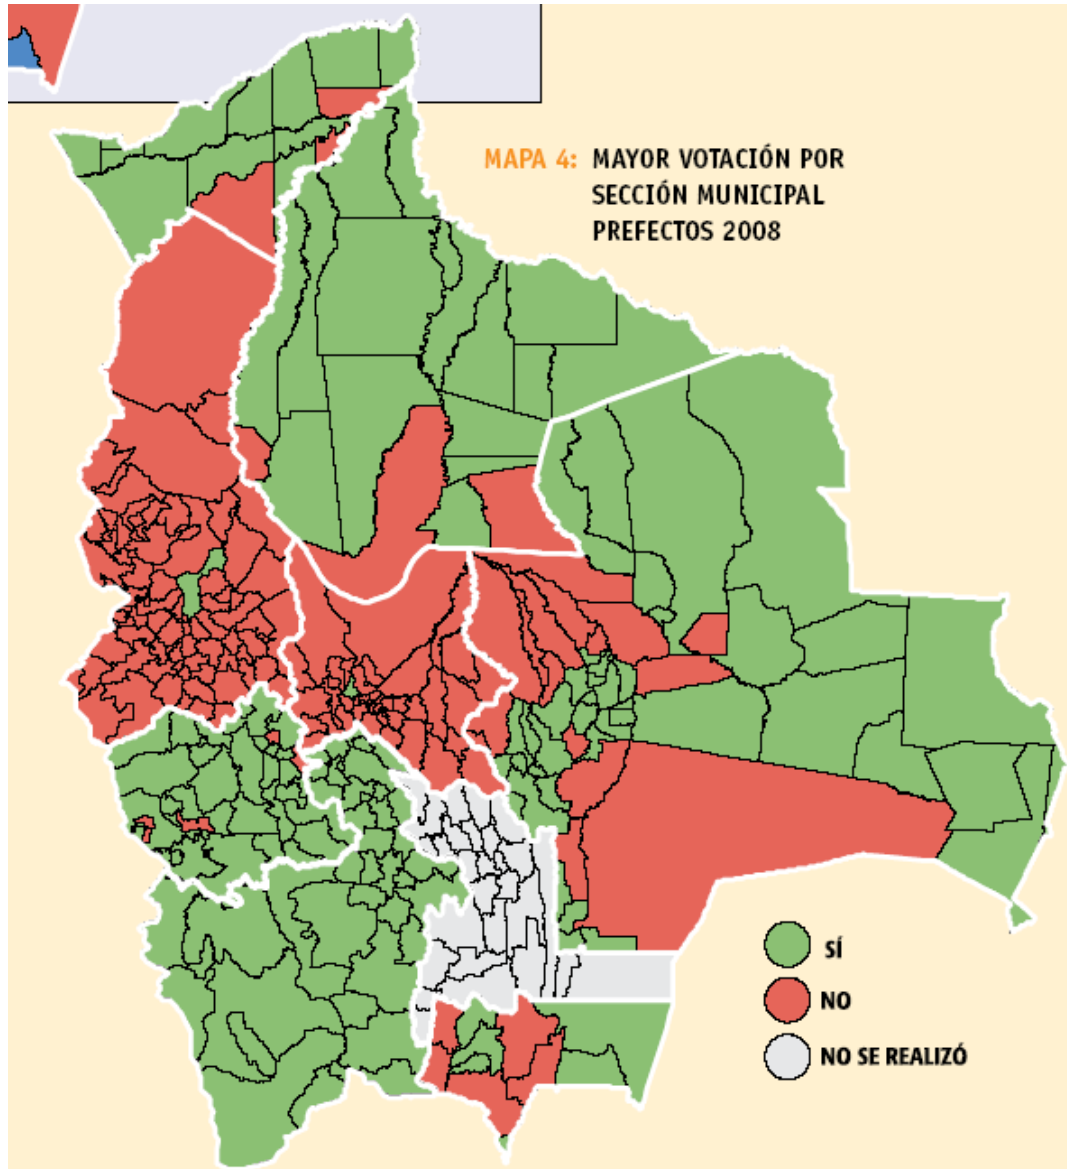 MAPA 4: MAYOR VOTACIÓN POR
SECCIÓN MUNICIPAL
PREFECTOS 2008
SÍ
NO
NO SE REALIZÓ